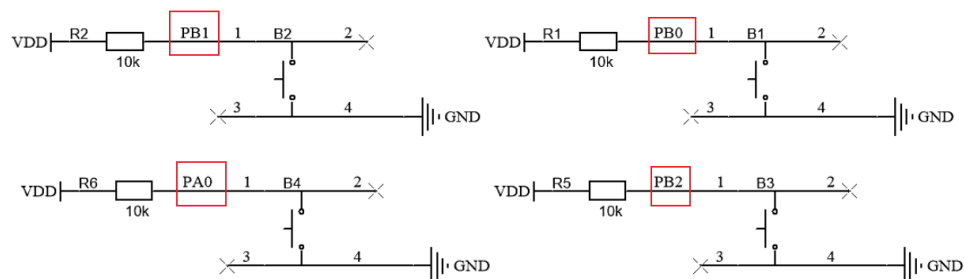 VDD R2 PB1 1 B2 2
10k
3 4 GND
VDD R1 PB0 1 B1 2
10k
3 4 GND
VDD R6 PA0 1 B4 2
10k
3 4 GND
VDD R5 PB2 1 B3 2
10k
3 4 GND